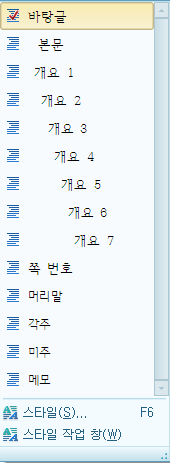 바탕글
본문
개요 1
개요 2
개요 3
개요 4
개요 5
개요 6
개요 7
쪽 번호
머리말
각주
미주
메모
스타일(S)... F6
스타일 작업 창(W)